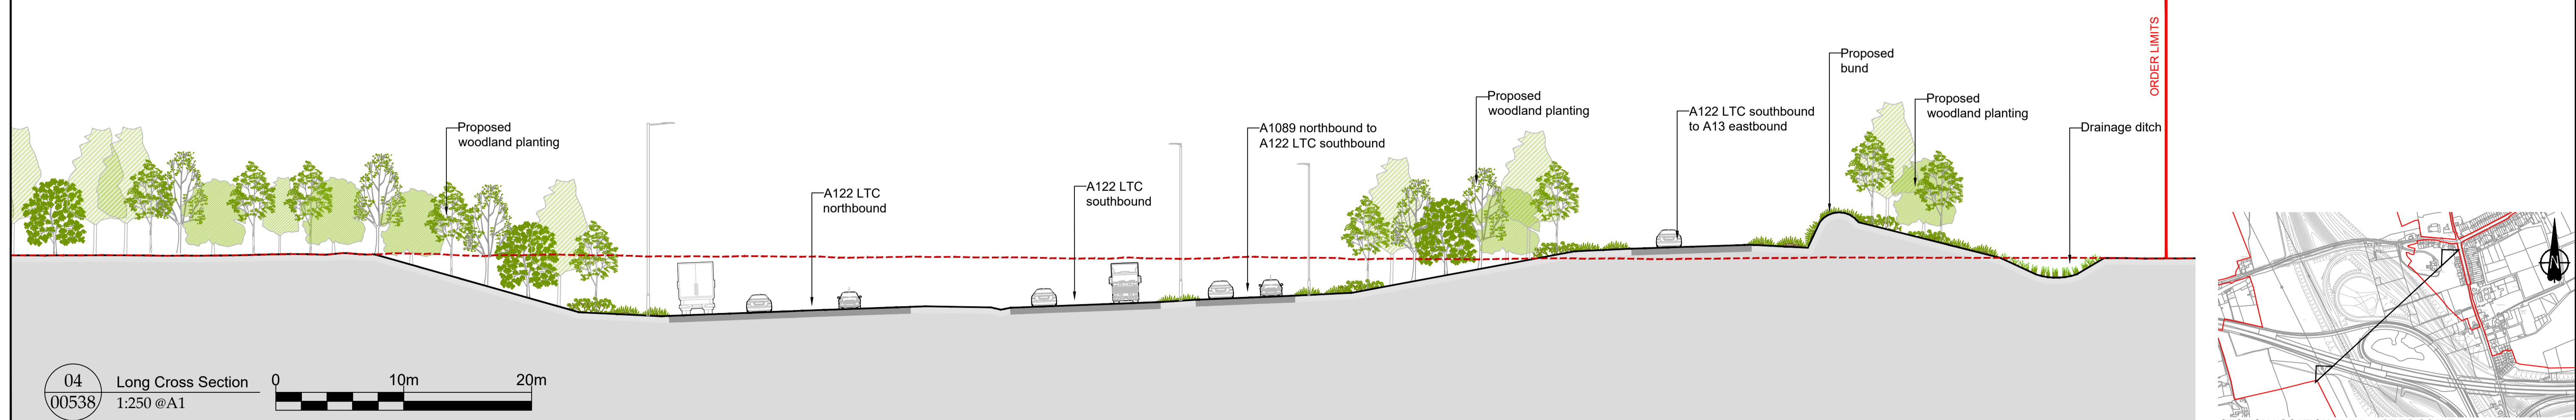 ORDER LIMITS
Proposed
bund
Proposed
woodland planting
Proposed
woodland planting
A122 LTC southbound
to A13 eastbound
Proposed
woodland planting
A1089 northbound to
A122 LTC southbound
Drainage ditch
A122 LTC
northbound
A122 LTC
southbound
N
04
00538
Long Cross Section
1:250 @A1
0 10m 20m